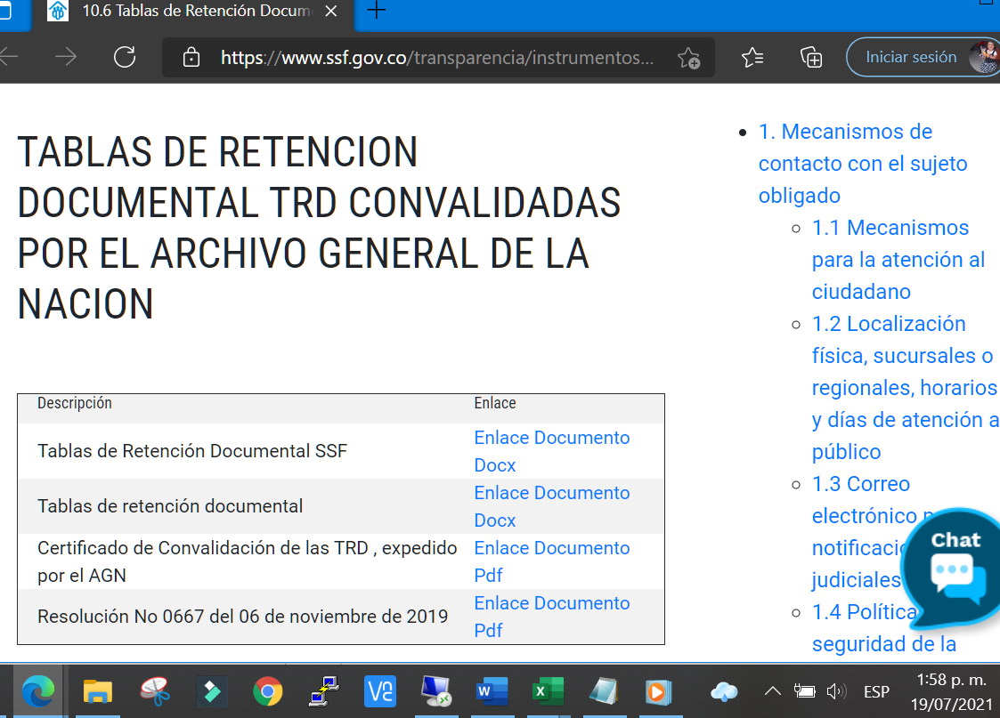 10.6 Tablas de Retención Docum
https://www.ssf.gov.co/transparencia/instrumentos...
Iniciar sesión
TABLAS DE RETENCION
DOCUMENTAL TRD CONVALIDADAS
POR EL ARCHIVO GENERAL DE LA
NACION
Descripción Enlace
Tablas de Retención Documental SSF
Enlace Documento
Docx
Tablas de retención documental
Enlace Documento
Docx
Certificado de Convalidación de las TRD , expedido
por el AGN
Enlace Documento
Pdf
Resolución No 0667 del 06 de noviembre de 2019
Enlace Documento
Pdf
1. Mecanismos de
contacto con el sujeto
obligado
1.1 Mecanismos
para la atención al
ciudadano
1.2 Localización
física, sucursales o
regionales, horarios
y días de atención a
público
1.3 Correo
electrónico
notificacio
judiciales
1.4 Política
seguridad de la
Chat
ESP
1:58 p. m.
19/07/2021